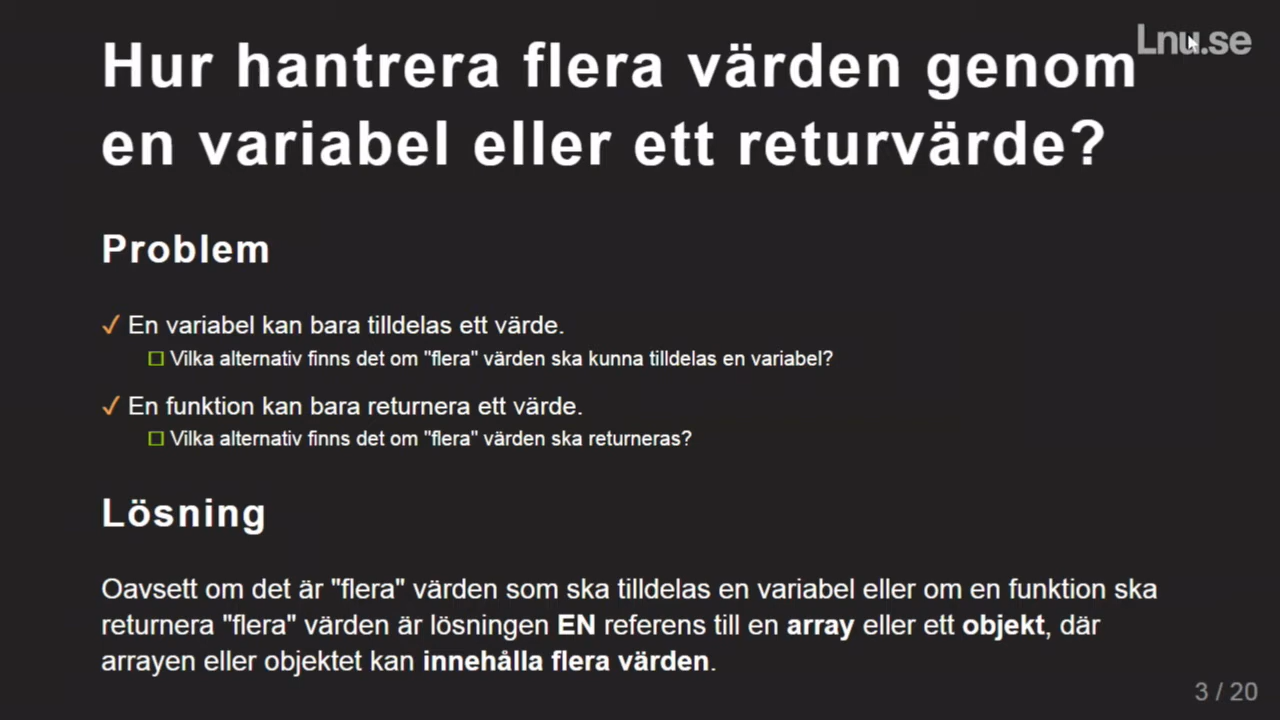 Lnu.se
Hur hantrera flera värden genom
en variabel eller ett returvärde?
Problem
✓ En variabel kan bara tilldelas ett värde.
□ Vilka alternativ finns det om "flera" värden ska kunna tilldelas en variabel?
✓ En funktion kan bara returnera ett värde.
□ Vilka alternativ finns det om "flera" värden ska returneras?
Lösning
Oavsett om det är "flera" värden som ska tilldelas en variabel eller om en funktion ska
returnera "flera" värden är lösningen EN referens till en array eller ett objekt, där
arrayen eller objektet kan innehålla flera värden.
3 / 20